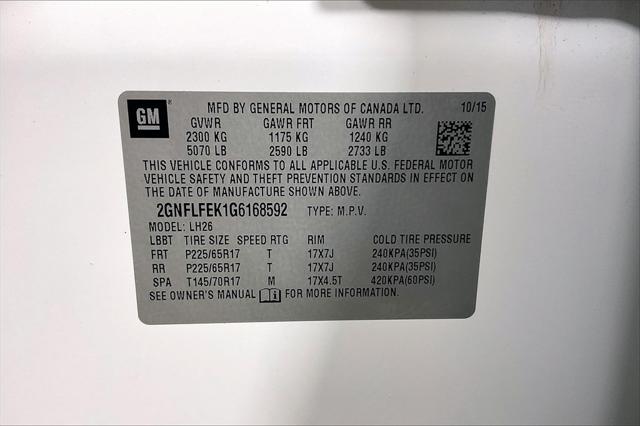 GM ® MFD BY GENERAL MOTORS OF CANADA LTD. 10/15
GVWR GAWR FRT GAWR RR
2300 KG 1175 KG 1240 KG
5070 LB 2590 LB 2733 LB
THIS VEHICLE CONFORMS TO ALL APPLICABLE U.S. FEDERAL MOTOR
VEHICLE SAFETY AND THEFT PREVENTION STANDARDS IN EFFECT ON
THE DATE OF MANUFACTURE SHOWN ABOVE.
2GNFLFEK1G6168592 TYPE: M.P.V.
MODEL: LH26
LBBT TIRE SIZE SPEED RTG RIM COLD TIRE PRESSURE
FRT P225/65R17 T 17X7J 240KPA(35PSI)
RR P225/65R17 T 17X7J 240KPA(35PSI)
SPA T145/70R17 M 17X4.5T 420KPA(60PSI)
SEE OWNER'S MANUAL FOR MORE INFORMATION.